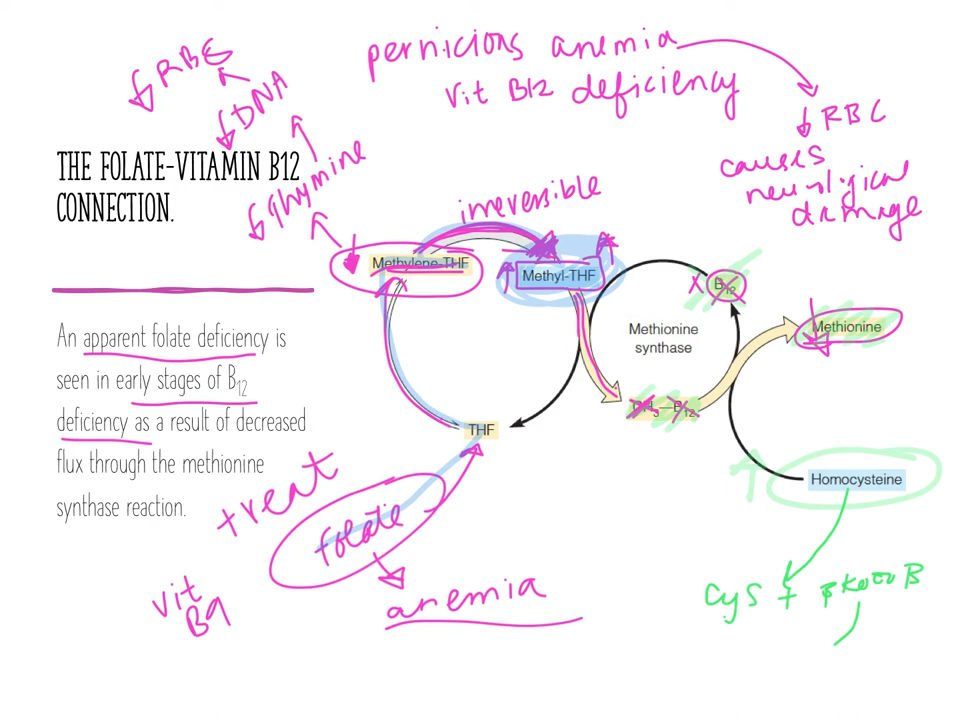 pernicious anemia
vit B12 deficiency
↓ RBC
↓ DNA
↓ RBC
causes
neurological
damage
THE FOLATE-VITAMIN B12
CONNECTION.
↓ thymine
irreversible
Methylene-THF
Methyl-THF
B12
An apparent folate deficiency is
seen in early stages of B12
deficiency as a result of decreased
flux through the methionine
synthase reaction.
Methionine
synthase
Methionine
CH3—B12
THF
Homocysteine
treat
folate
vit
B9
anemia
Cys +